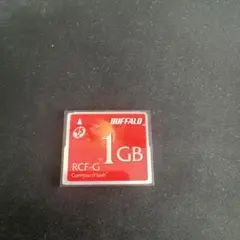 BUFFALO
1GB
RCF-G
CompactFlash